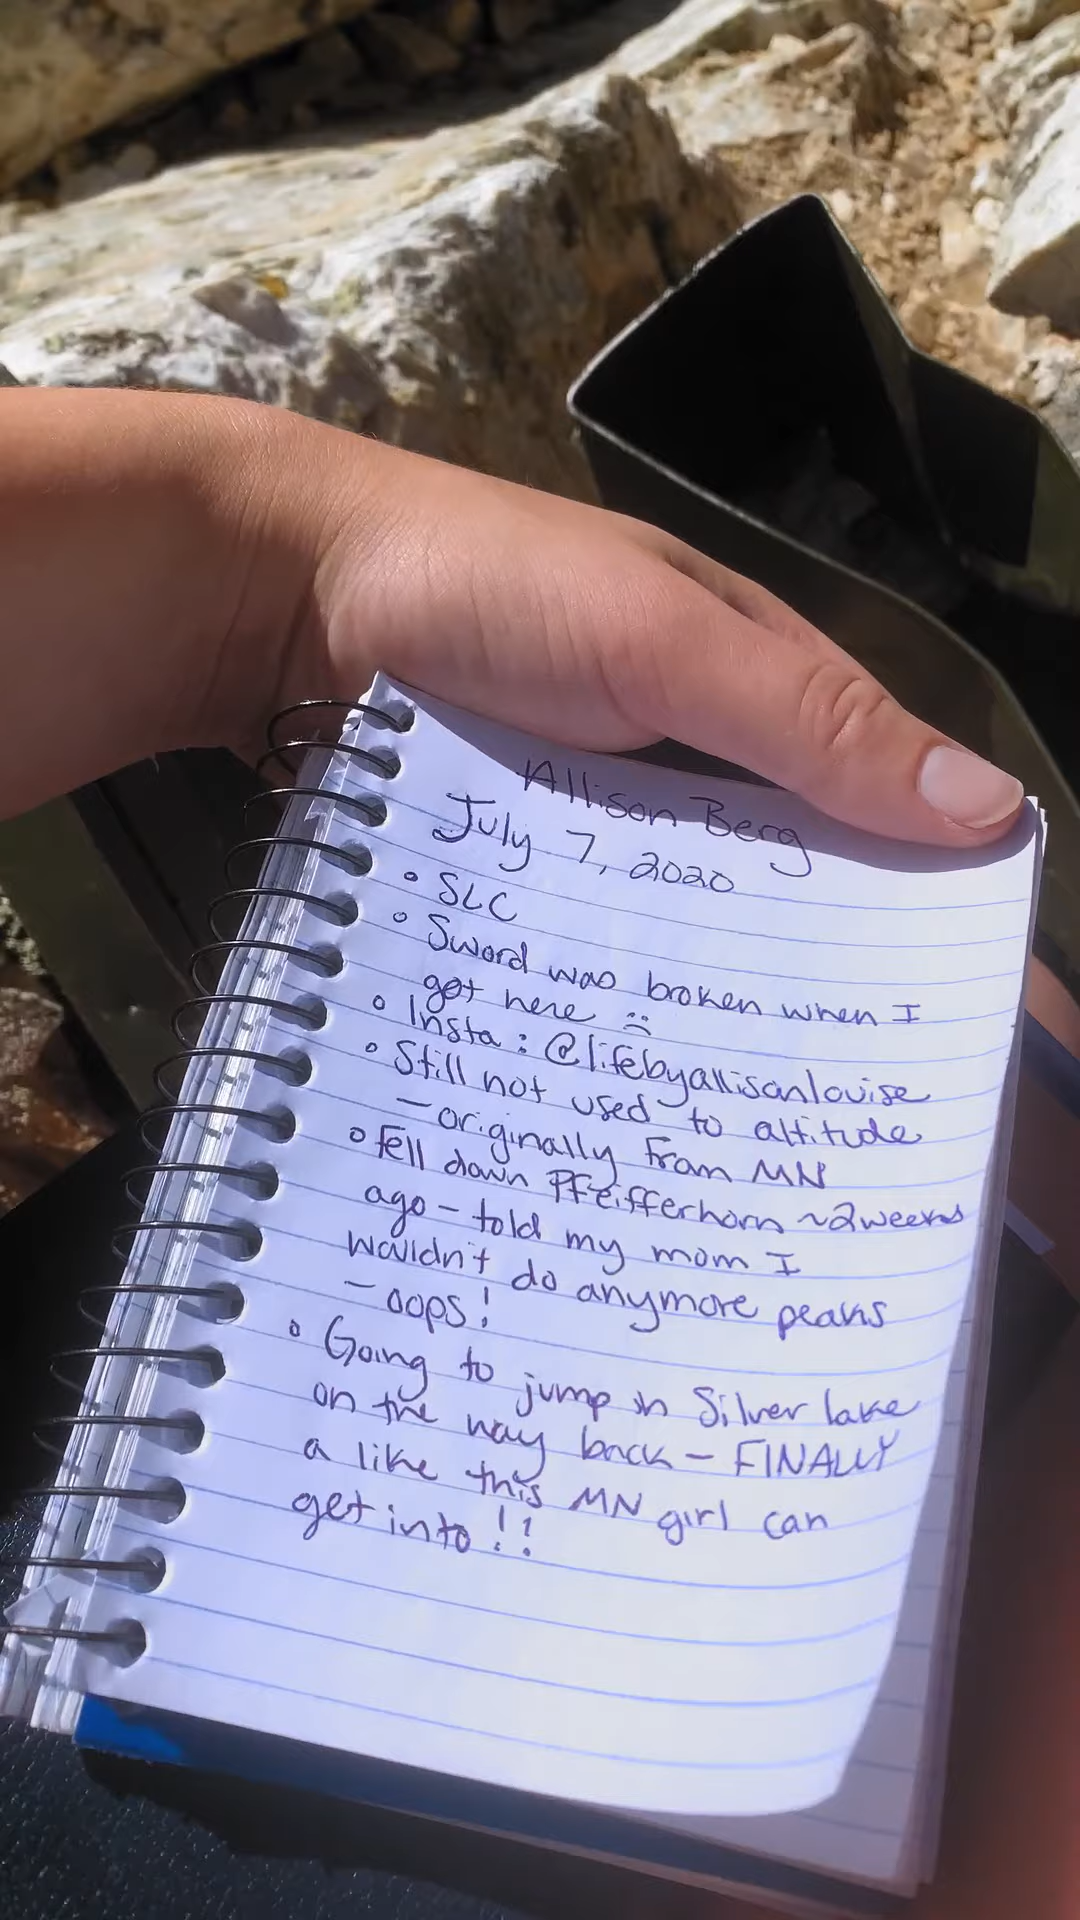 Allison Berg
July 7, 2020
• SLC
• Sword was broken when I
get here :(
• Insta: @lifebyallisonlouise
• Still not used to altitude
- originally from MN
• Fell down Pfeifferhorn ~2weeks
ago - told my mom I
wouldn't do anymore peaks
- oops!
• Going to jump in Silver lake
on the way back - FINALLY
a like this MN girl can
get into!!